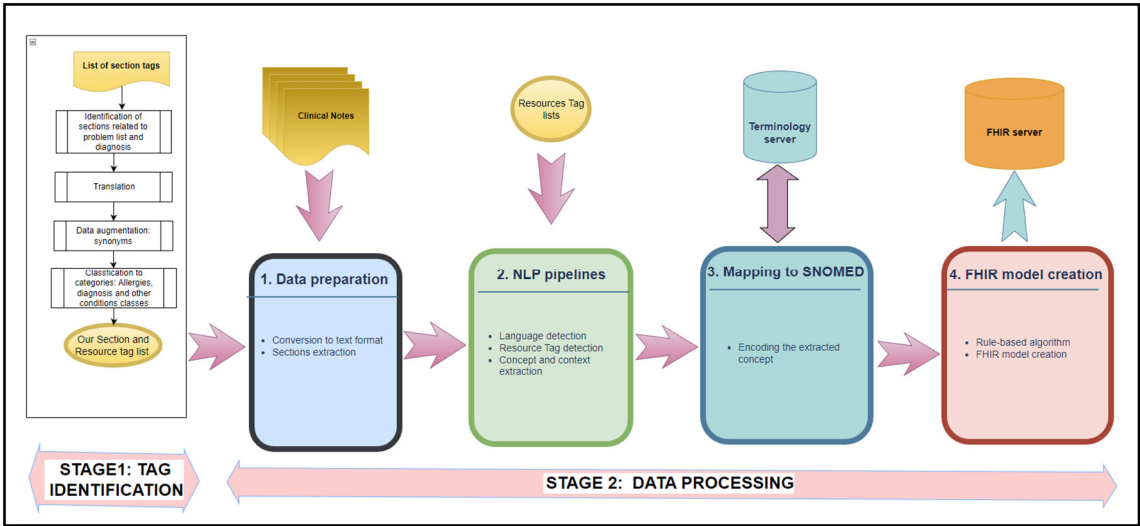 List of section tags
Identification of
sections related to
problem list and
diagnosis
Translation
Data augmentation:
synonyms
Classfication to
categories: Allergies,
diagnosis and other
conditions classes
Our Section and
Resource tag list
Clinical Notes
Resources Tag
lists
Terminology
server
FHIR server
1. Data preparation
• Conversion to text format
• Sections extraction
2. NLP pipelines
• Language detection
• Resource Tag detection
• Concept and context
extraction
3. Mapping to SNOMED
• Encoding the extracted
concept
4. FHIR model creation
• Rule-based algorithm
• FHIR model creation
STAGE1: TAG
IDENTIFICATION
STAGE 2: DATA PROCESSING